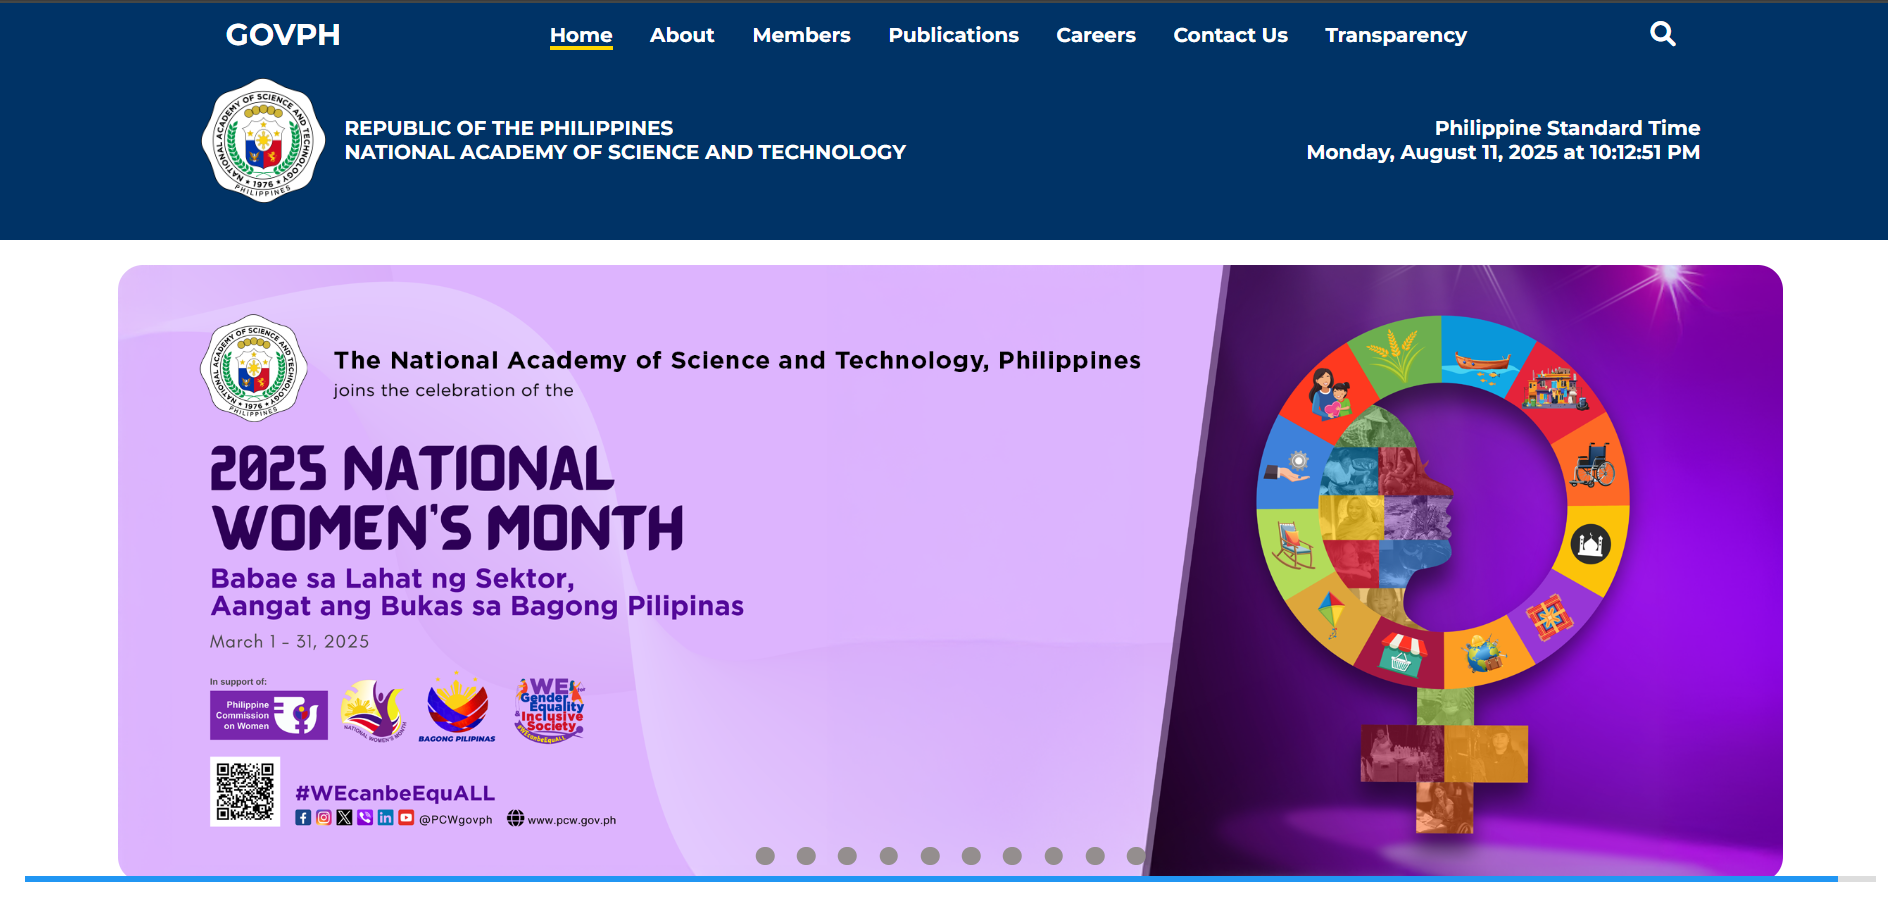 GOVPH
Home
About
Members
Publications
Careers
Contact Us
Transparency
NATIONAL ACADEMY OF SCIENCE AND TECHNOLOGY
★ 1976 ★
PHILIPPINES
REPUBLIC OF THE PHILIPPINES
NATIONAL ACADEMY OF SCIENCE AND TECHNOLOGY
Philippine Standard Time
Monday, August 11, 2025 at 10:12:51 PM
NATIONAL ACADEMY OF SCIENCE AND TECHNOLOGY
★ 1976 ★
PHILIPPINES
The National Academy of Science and Technology, Philippines
joins the celebration of the
2025 NATIONAL
WOMEN'S MONTH
Babae sa Lahat ng Sektor,
Aangat ang Bukas sa Bagong Pilipinas
March 1 - 31, 2025
In support of:
Philippine
Commission
on Women
NATIONAL WOMEN'S MONTH
BAGONG PILIPINAS
WE for
Gender
Equality
Inclusive
Society
#WEcanbeEquALL
#WEcanbeEquALL
@PCWgovph
www.pcw.gov.ph